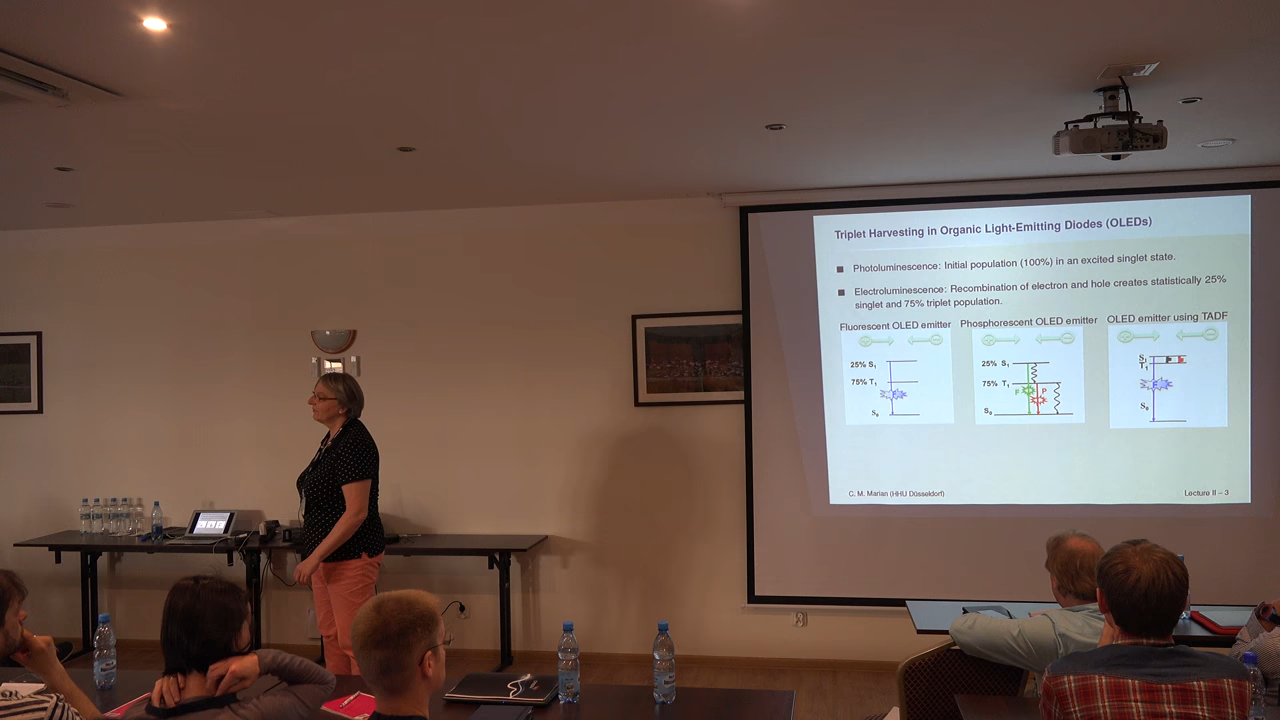 Triplet Harvesting in Organic Light-Emitting Diodes (OLEDs)
Photoluminescence: Initial population (100%) in an excited singlet state.
Electroluminescence: Recombination of electron and hole creates statistically 25%
singlet and 75% triplet population.
Fluorescent OLED emitter
25% S₁
75% T₁
F
S₀
Phosphorescent OLED emitter
25% S₁
75% T₁
F P
S₀
OLED emitter using TADF
S₁
T₁
F
S₀
C. M. Marian (HHU Düsseldorf)
Lecture II – 3